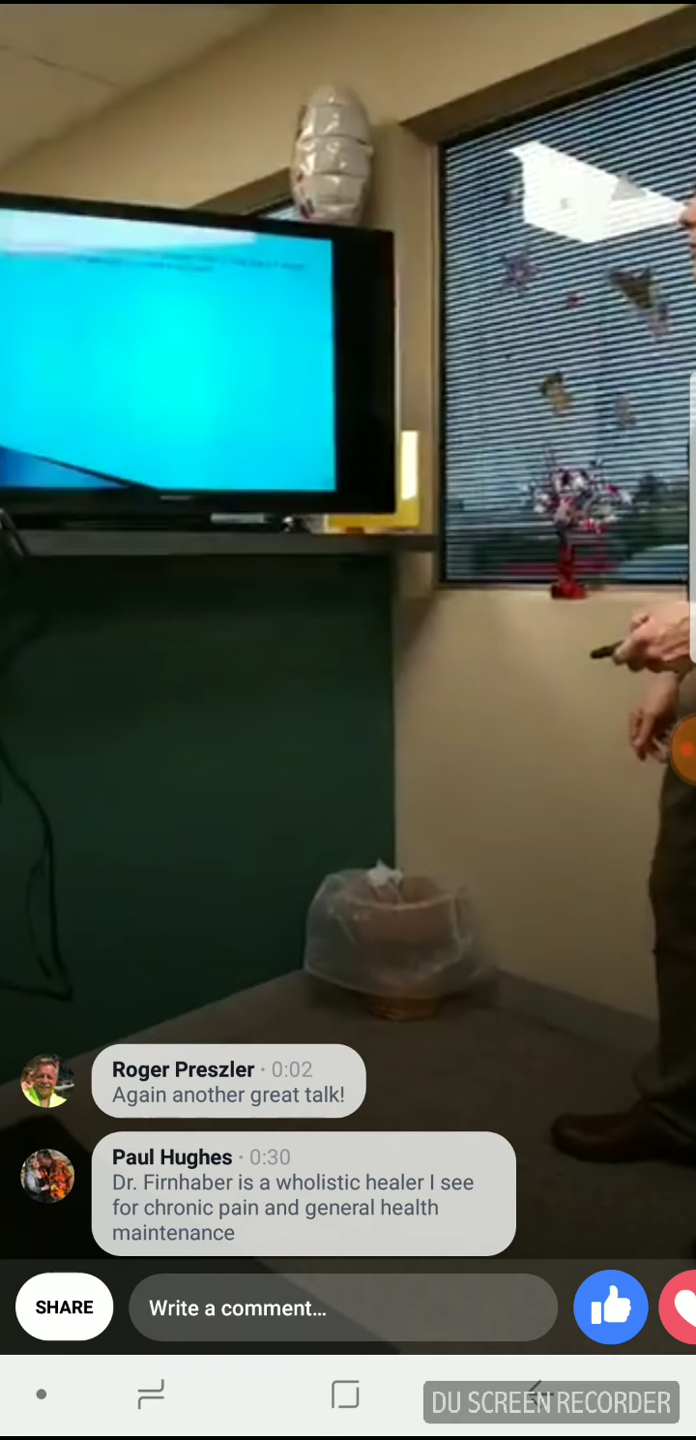 Roger Preszler · 0:02
Again another great talk!
Paul Hughes · 0:30
Dr. Firnhaber is a wholistic healer I see
for chronic pain and general health
maintenance
SHARE
Write a comment...
DU SCREEN RECORDER